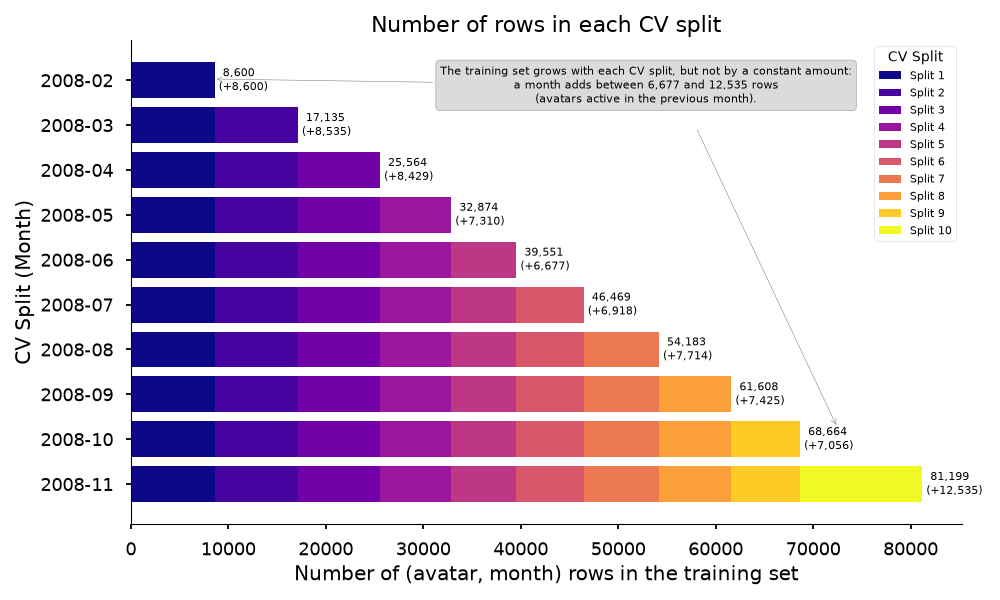 Number of rows in each CV split
CV Split (Month)
2008-02
2008-03
2008-04
2008-05
2008-06
2008-07
2008-08
2008-09
2008-10
2008-11
8,600
(+8,600)
17,135
(+8,535)
25,564
(+8,429)
32,874
(+7,310)
39,551
(+6,677)
46,469
(+6,918)
54,183
(+7,714)
61,608
(+7,425)
68,664
(+7,056)
81,199
(+12,535)
The training set grows with each CV split, but not by a constant amount:
a month adds between 6,677 and 12,535 rows
(avatars active in the previous month).
CV Split
Split 1
Split 2
Split 3
Split 4
Split 5
Split 6
Split 7
Split 8
Split 9
Split 10
0
10000
20000
30000
40000
50000
60000
70000
80000
Number of (avatar, month) rows in the training set